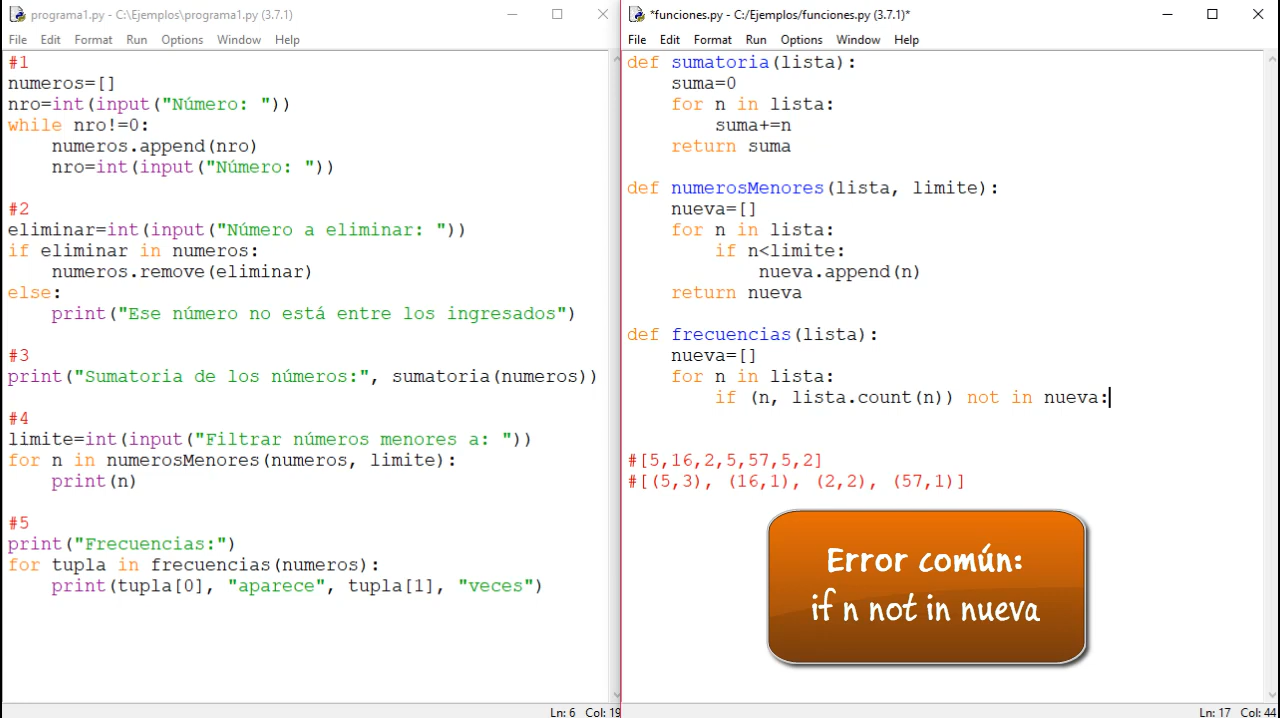 programa1.py - C:\Ejemplos\programa1.py (3.7.1)
File Edit Format Run Options Window Help
#1
numeros=[]
nro=int(input("Número: "))
while nro!=0:
    numeros.append(nro)
    nro=int(input("Número: "))
#2
eliminar=int(input("Número a eliminar: "))
if eliminar in numeros:
    numeros.remove(eliminar)
else:
    print("Ese número no está entre los ingresados")
#3
print("Sumatoria de los números:", sumatoria(numeros))
#4
limite=int(input("Filtrar números menores a: "))
for n in numerosMenores(numeros, limite):
    print(n)
#5
print("Frecuencias:")
for tupla in frecuencias(numeros):
    print(tupla[0], "aparece", tupla[1], "veces")
Ln: 6 Col: 19
*funciones.py - C:/Ejemplos/funciones.py (3.7.1)*
File Edit Format Run Options Window Help
def sumatoria(lista):
    suma=0
    for n in lista:
        suma+=n
    return suma
def numerosMenores(lista, limite):
    nueva=[]
    for n in lista:
        if n<limite:
            nueva.append(n)
    return nueva
def frecuencias(lista):
    nueva=[]
    for n in lista:
        if (n, lista.count(n)) not in nueva:
#[5,16,2,5,57,5,2]
#[(5,3), (16,1), (2,2), (57,1)]
Error común:
if n not in nueva
Ln: 17 Col: 44